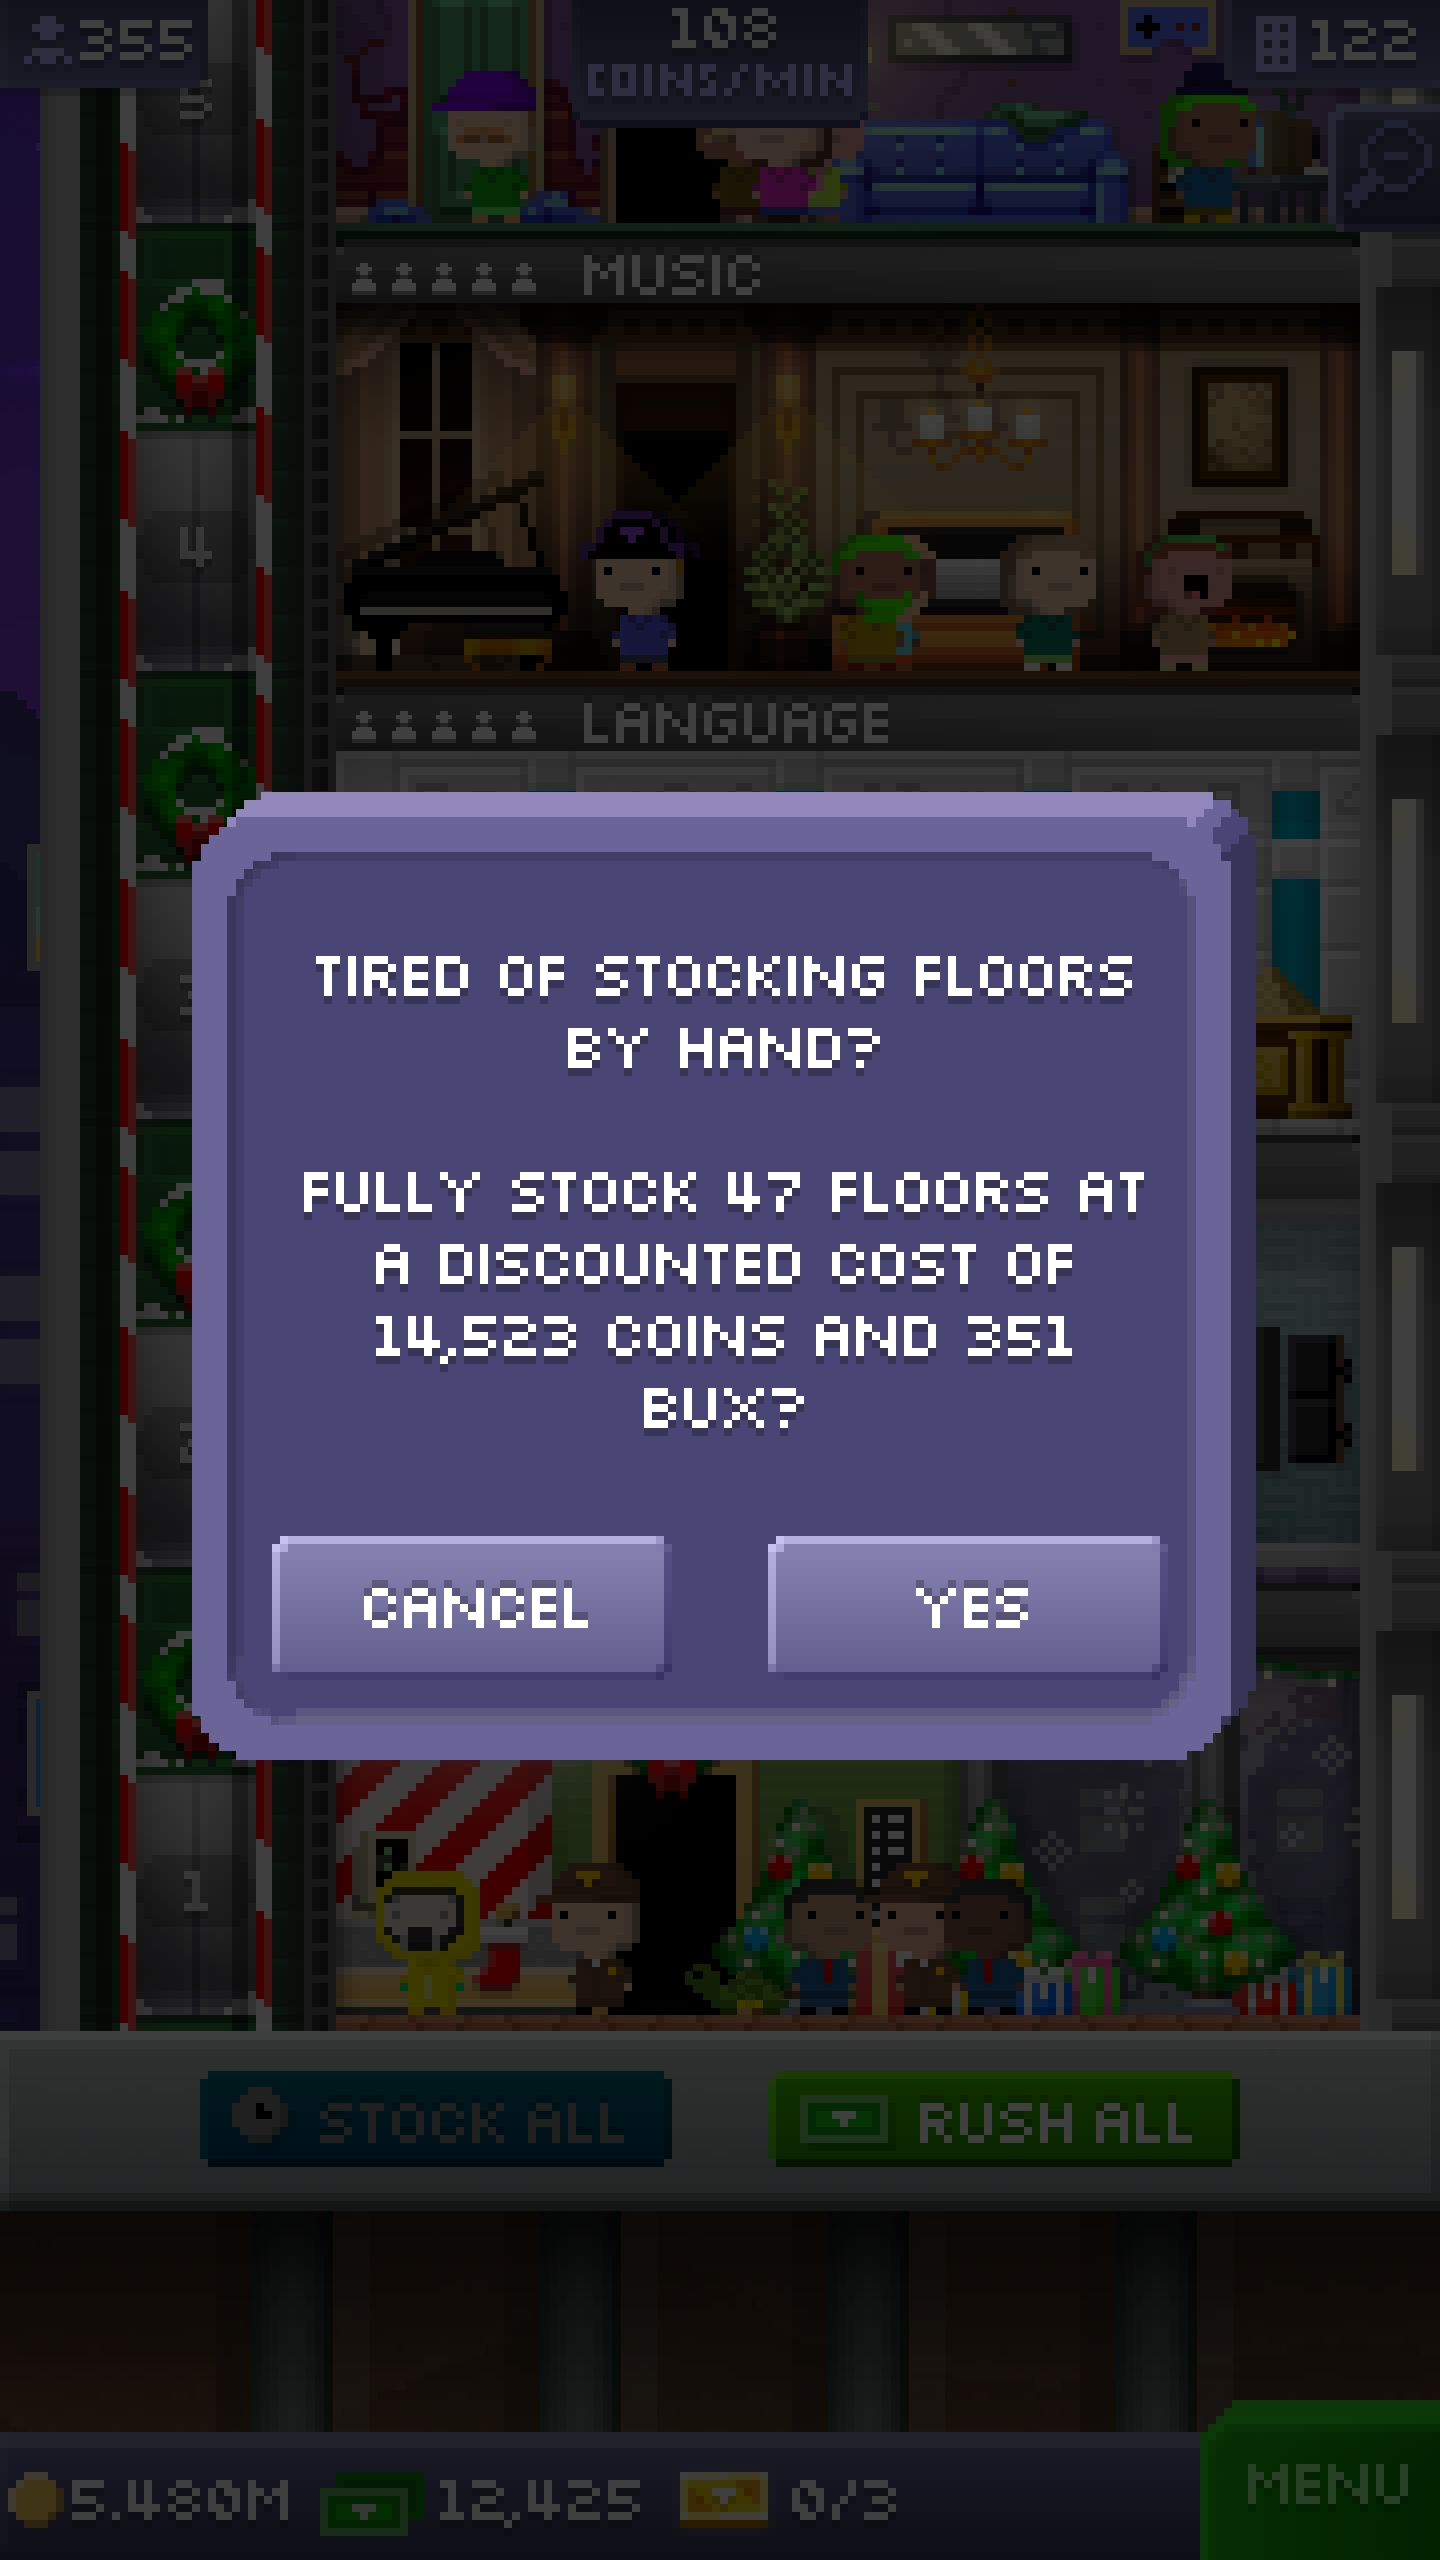 355
108
COINS/MIN
122
5
MUSIC
4
LANGUAGE
TIRED OF STOCKING FLOORS
BY HAND?
FULLY STOCK 47 FLOORS AT
A DISCOUNTED COST OF
14,523 COINS AND 351
BUX?
CANCEL
YES
1
STOCK ALL
RUSH ALL
5.480M
12,425
0/3
MENU